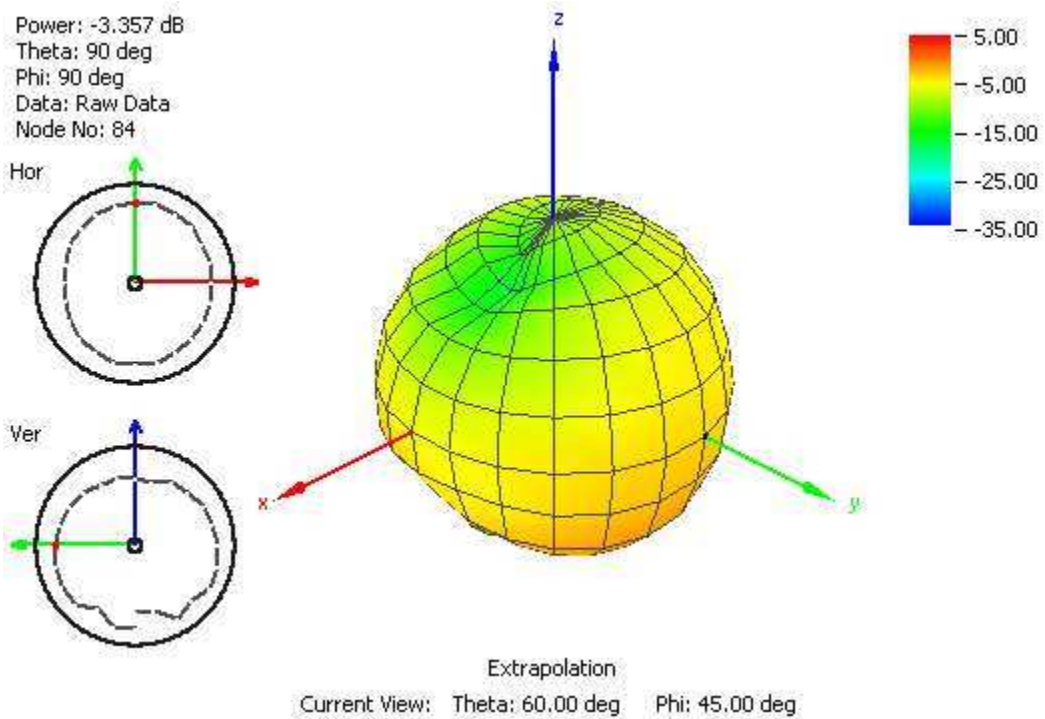 Power: -3.357 dB
Theta: 90 deg
Phi: 90 deg
Data: Raw Data
Node No: 84
Hor
Ver
z
x
y
5.00
-5.00
-15.00
-25.00
-35.00
Extrapolation
Current View: Theta: 60.00 deg Phi: 45.00 deg